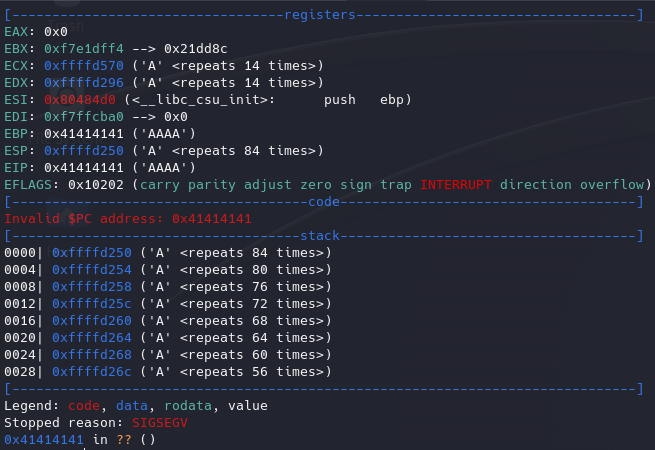 [----------------------------------registers-----------------------------------]
EAX: 0x0
EBX: 0xf7e1dff4 --> 0x21dd8c
ECX: 0xffffd570 ('A' <repeats 14 times>)
EDX: 0xffffd296 ('A' <repeats 14 times>)
ESI: 0x80484d0 (<__libc_csu_init>:      push   ebp)
EDI: 0xf7ffcba0 --> 0x0
EBP: 0x41414141 ('AAAA')
ESP: 0xffffd250 ('A' <repeats 84 times>)
EIP: 0x41414141 ('AAAA')
EFLAGS: 0x10202 (carry parity adjust zero sign trap INTERRUPT direction overflow)
[-------------------------------------code-------------------------------------]
Invalid $PC address: 0x41414141
[------------------------------------stack-------------------------------------]
0000| 0xffffd250 ('A' <repeats 84 times>)
0004| 0xffffd254 ('A' <repeats 80 times>)
0008| 0xffffd258 ('A' <repeats 76 times>)
0012| 0xffffd25c ('A' <repeats 72 times>)
0016| 0xffffd260 ('A' <repeats 68 times>)
0020| 0xffffd264 ('A' <repeats 64 times>)
0024| 0xffffd268 ('A' <repeats 60 times>)
0028| 0xffffd26c ('A' <repeats 56 times>)
[------------------------------------------------------------------------------]
Legend: code, data, rodata, value
Stopped reason: SIGSEGV
0x41414141 in ?? ()